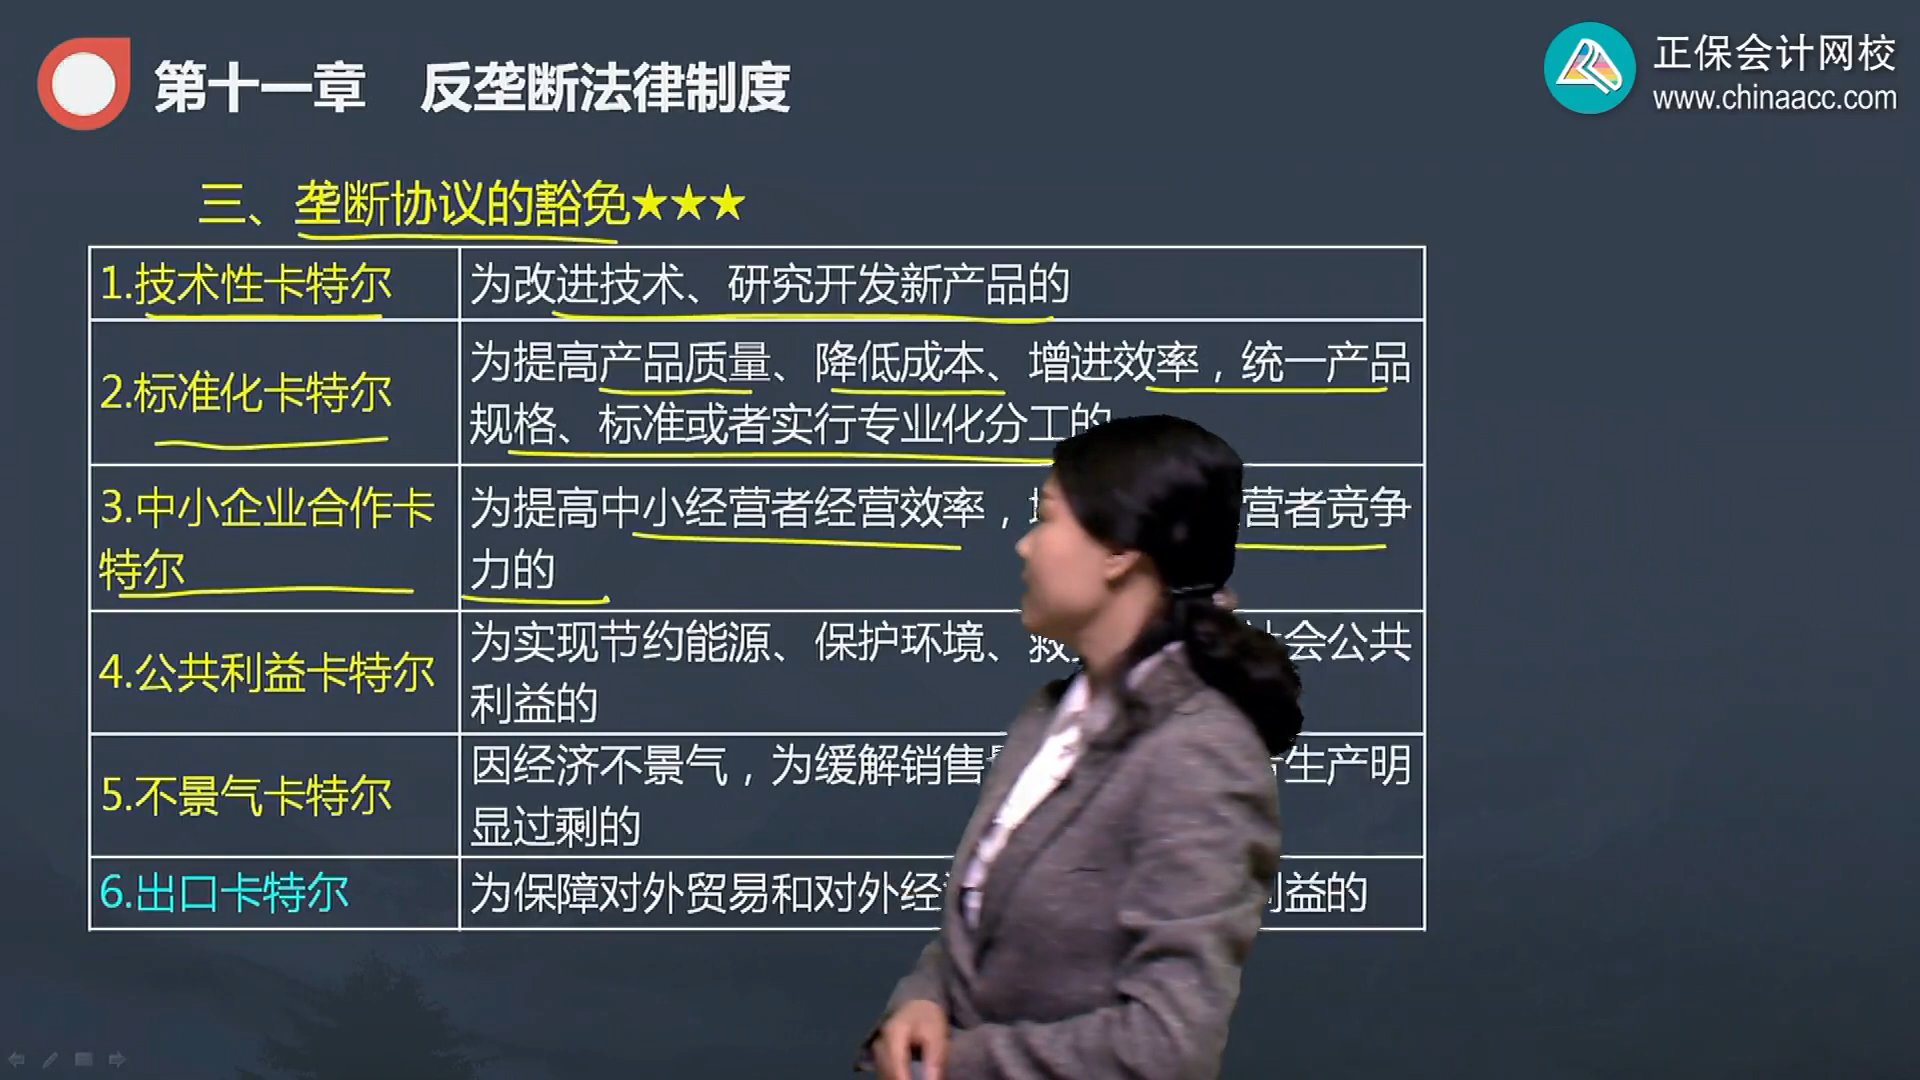 第十一章 反垄断法律制度
正保会计网校
www.chinaacc.com
三、垄断协议的豁免★★★
1.技术性卡特尔
为改进技术、研究开发新产品的
2.标准化卡特尔
为提高产品质量、降低成本、增进效率，统一产品
规格、标准或者实行专业化分工的
3.中小企业合作卡
特尔
为提高中小经营者经营效率，
营者竞争
力的
4.公共利益卡特尔
为实现节约能源、保护环境、救
会公共
利益的
5.不景气卡特尔
因经济不景气，为缓解销售
生产明
显过剩的
6.出口卡特尔
为保障对外贸易和对外经
利益的